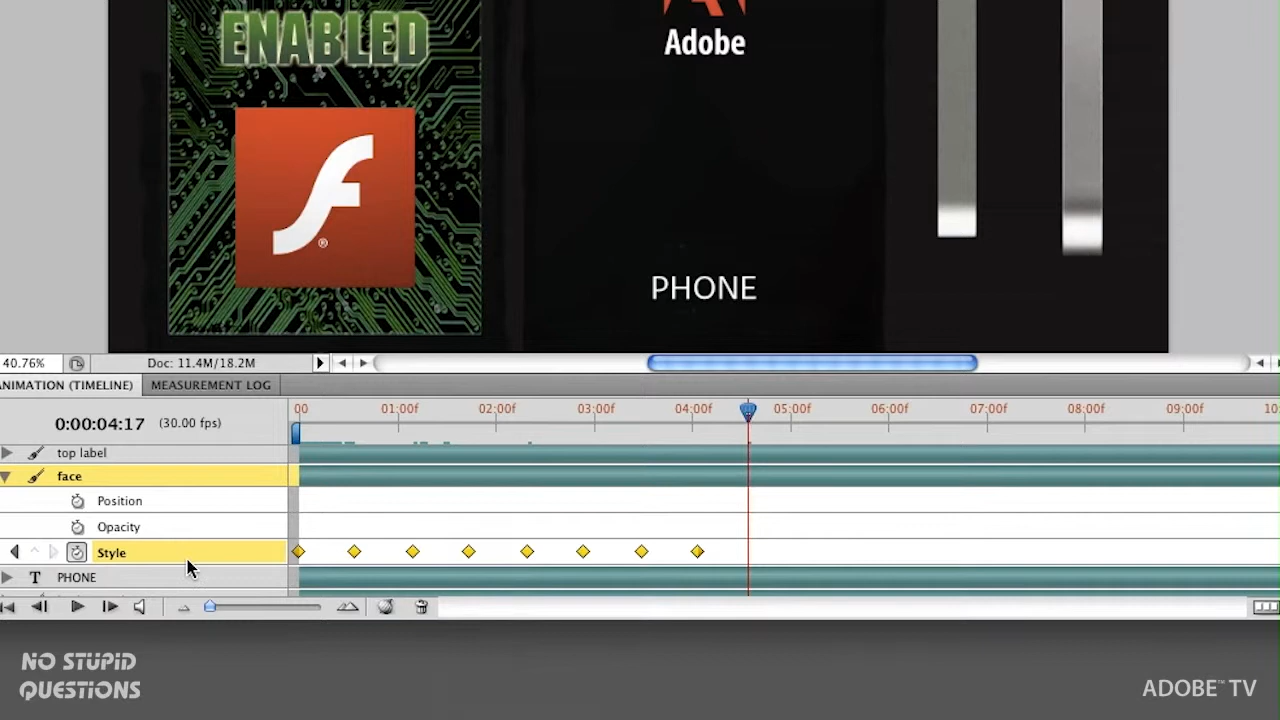 ENABLED
®
Adobe
PHONE
40.76%
Doc: 11.4M/18.2M
ANIMATION (TIMELINE)
MEASUREMENT LOG
0:00:04:17
(30.00 fps)
00
01:00f
02:00f
03:00f
04:00f
05:00f
06:00f
07:00f
08:00f
09:00f
10:
top label
face
Position
Opacity
Style
T
PHONE
NO STUPID
QUESTIONS
ADOBE™ TV